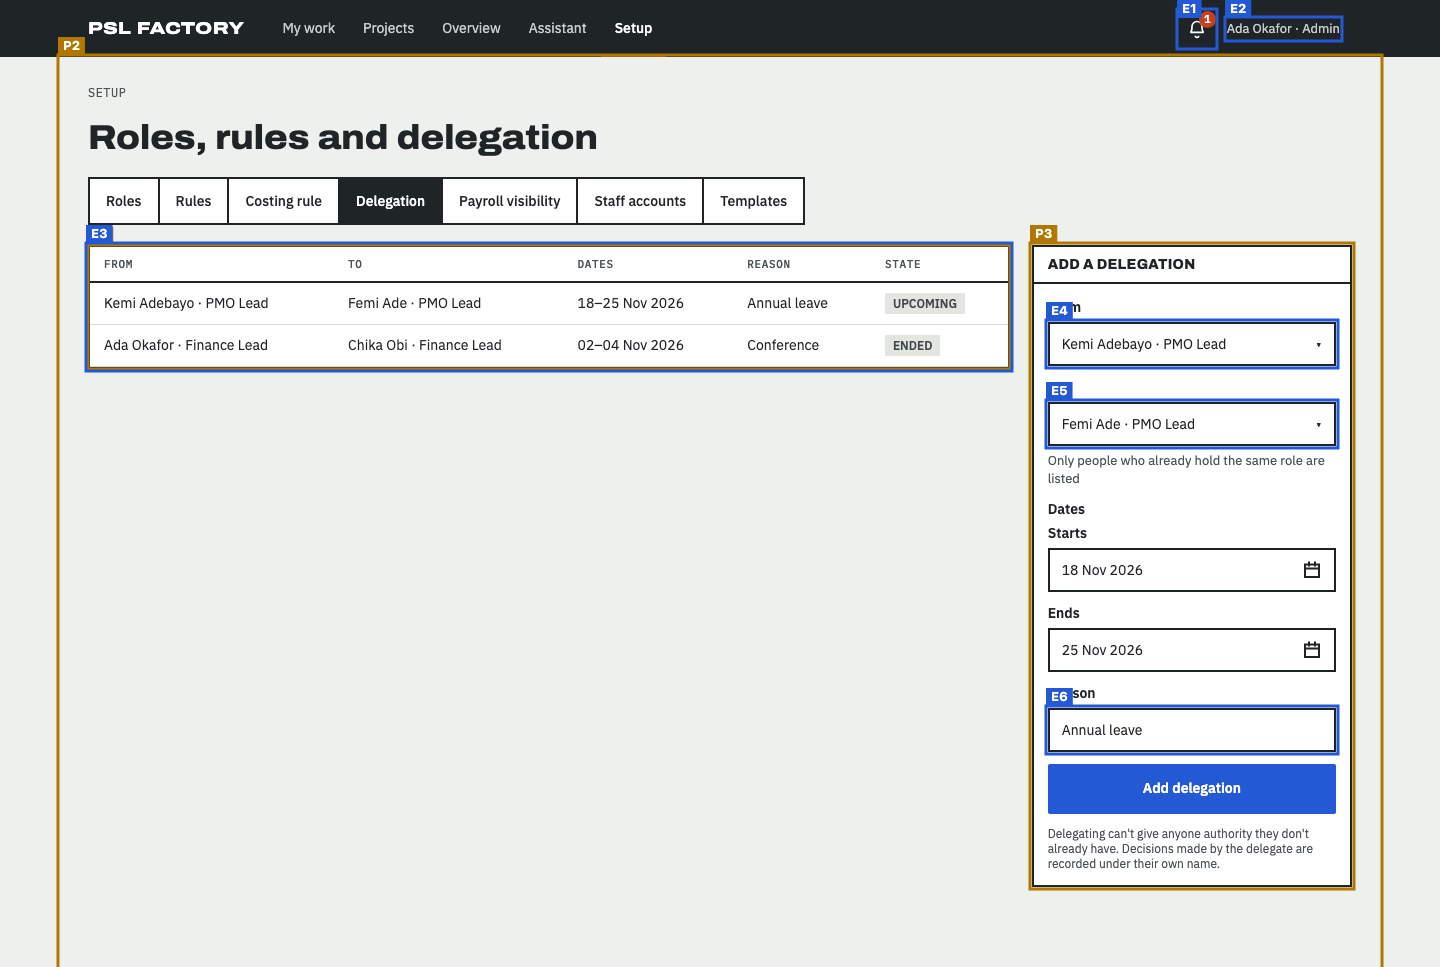 PSL FACTORY
My work
Projects
Overview
Assistant
Setup
E1
1
E2
Ada Okafor · Admin
P2
SETUP
Roles, rules and delegation
Roles
Rules
Costing rule
Delegation
Payroll visibility
Staff accounts
Templates
E3
FROM TO DATES REASON STATE
Kemi Adebayo · PMO Lead Femi Ade · PMO Lead 18–25 Nov 2026 Annual leave UPCOMING
Ada Okafor · Finance Lead Chika Obi · Finance Lead 02–04 Nov 2026 Conference ENDED
P3
ADD A DELEGATION
E4
Kemi Adebayo · PMO Lead
E5
Femi Ade · PMO Lead
Only people who already hold the same role are
listed
Dates
Starts
18 Nov 2026
Ends
25 Nov 2026
E6
Annual leave
Add delegation
Delegating can't give anyone authority they don't
already have. Decisions made by the delegate are
recorded under their own name.